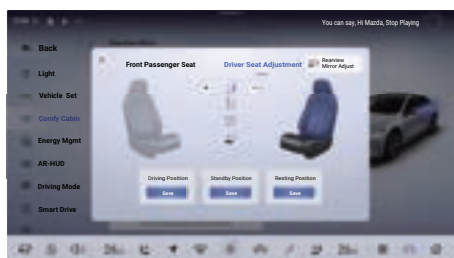 You can say, Hi Mazda, Stop Playing
Back
Front Passenger Seat
Driver Seat Adjustment
Rearview
Mirror Adjust
Light
Vehicle Set
Comfy Cabin
Energy Mgmt
AR-HUD
Driving Mode
Smart Drive
Driving Position
Standby Position
Resting Position
Save
Save
Save